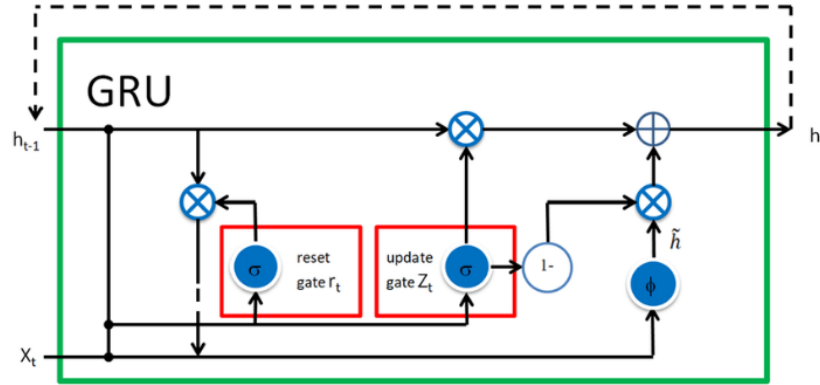 GRU
h_{t-1}
h
reset
gate r_t
σ
update
gate Z_t
σ
1-
h̃
ϕ
X_t